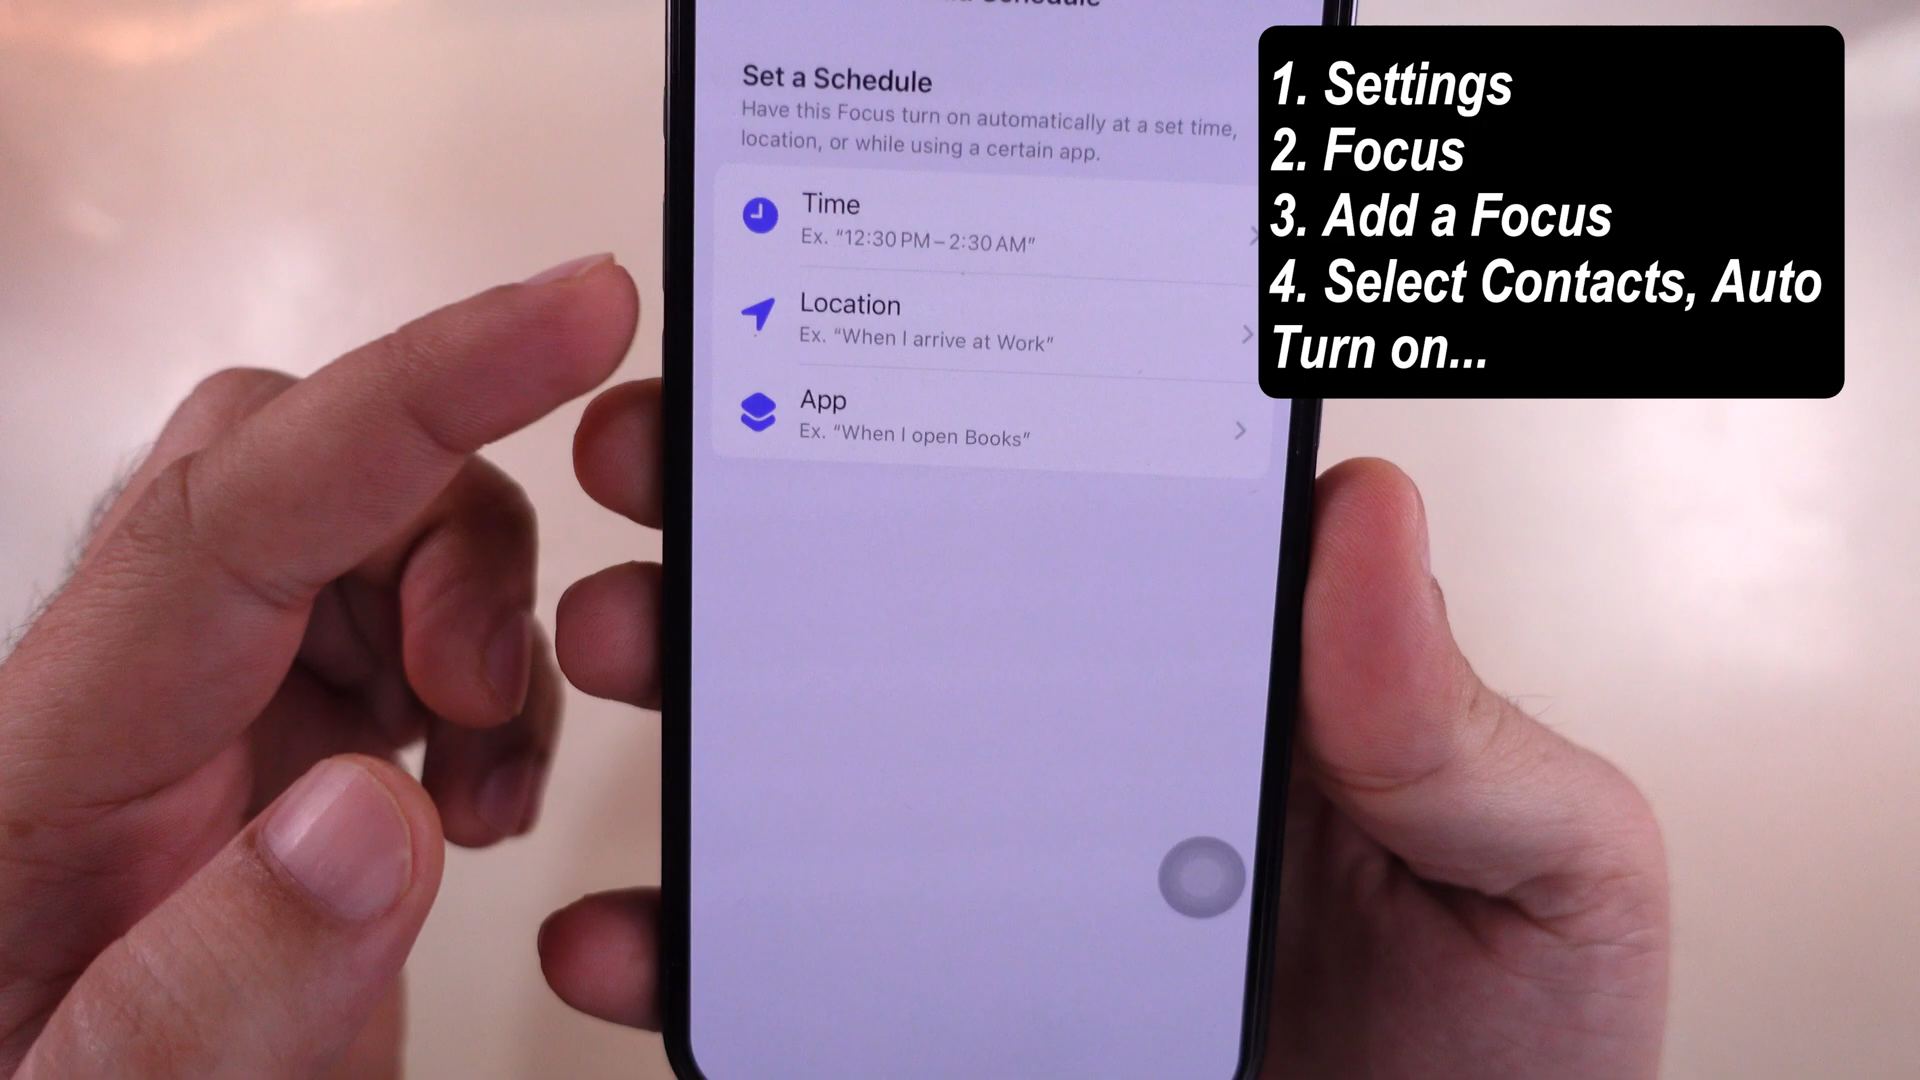 Schedule
Set a Schedule
Have this Focus turn on automatically at a set time,
location, or while using a certain app.
Time
Ex. “12:30 PM – 2:30 AM”
Location
Ex. “When I arrive at Work”
App
Ex. “When I open Books”
1. Settings
2. Focus
3. Add a Focus
4. Select Contacts, Auto
Turn on...